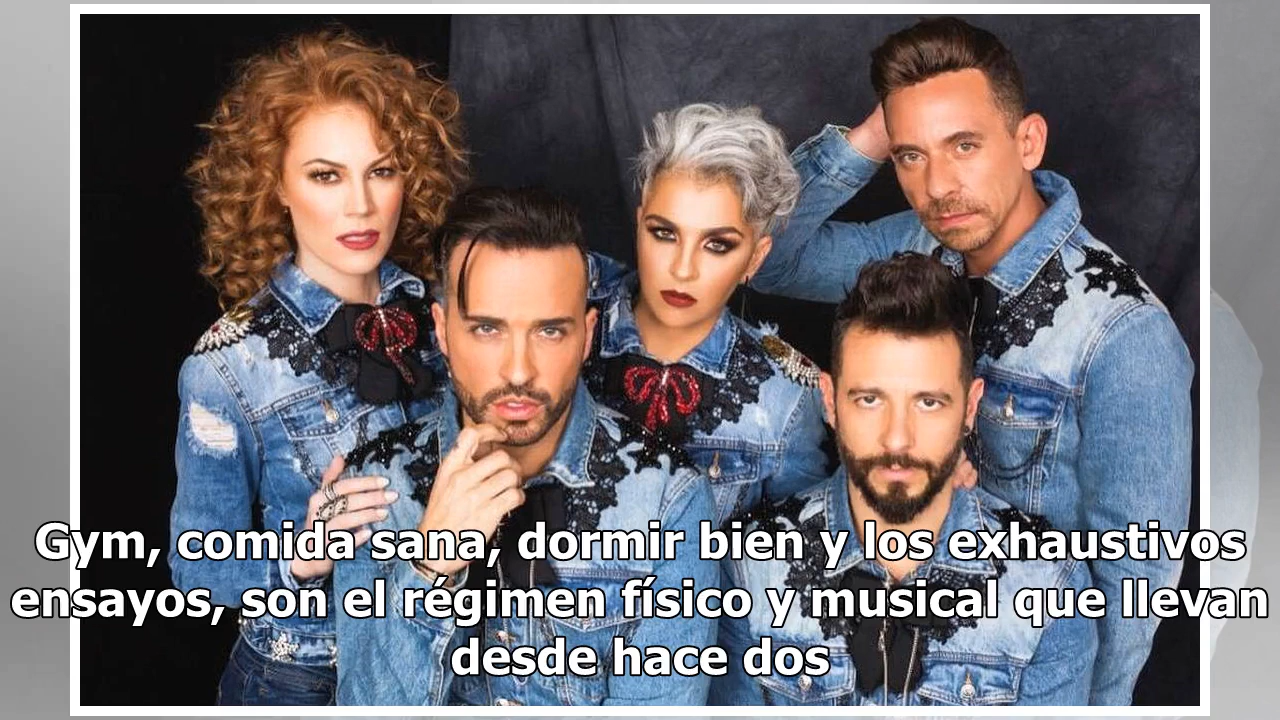 Gym, comida sana, dormir bien y los exhaustivos
ensayos, son el régimen físico y musical que llevan
desde hace dos